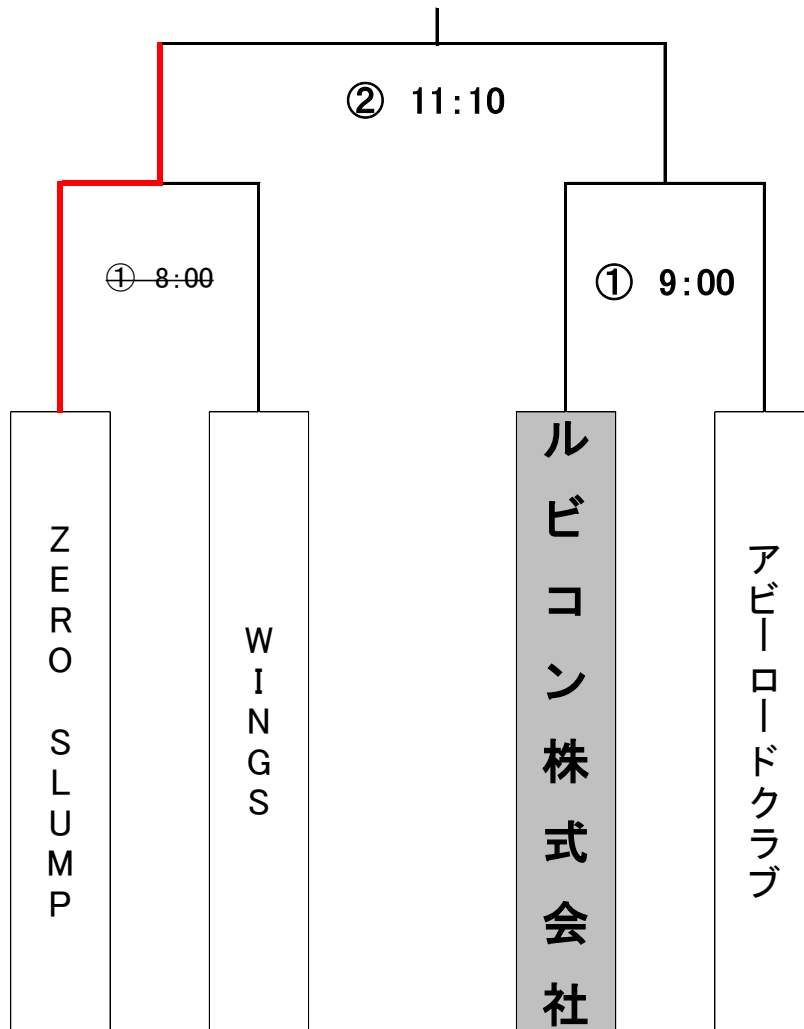 ② 11:10
① 8:00
① 9:00
ZERO SLUMP
WINGS
ルビコン株式会社
アビーロードクラブ